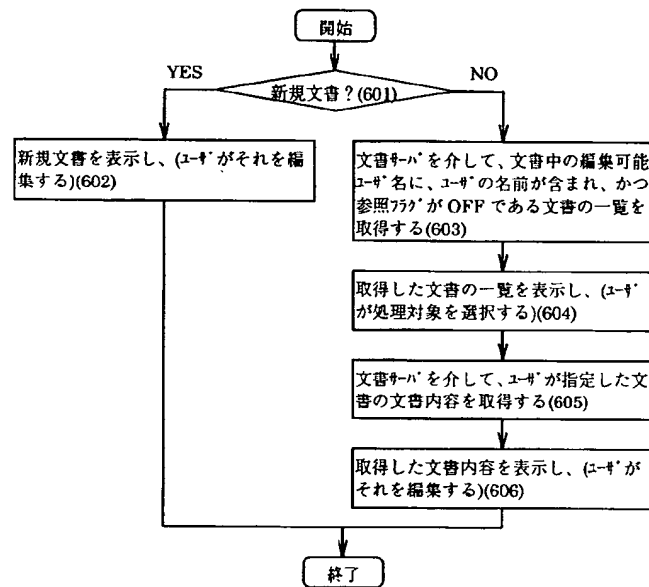 開始
YES
NO
新規文書？(601)
新規文書を表示し、(ﾕｰｻﾞがそれを編
集する)(602)
文書ｻｰﾊﾞを介して、文書中の編集可能
ﾕｰｻﾞ名に、ﾕｰｻﾞの名前が含まれ、かつ
参照ﾌﾗｸﾞが OFF である文書の一覧を
取得する(603)
取得した文書の一覧を表示し、(ﾕｰｻﾞ
が処理対象を選択する)(604)
文書ｻｰﾊﾞを介して、ﾕｰｻﾞが指定した文
書の文書内容を取得する(605)
取得した文書内容を表示し、(ﾕｰｻﾞが
それを編集する)(606)
終了